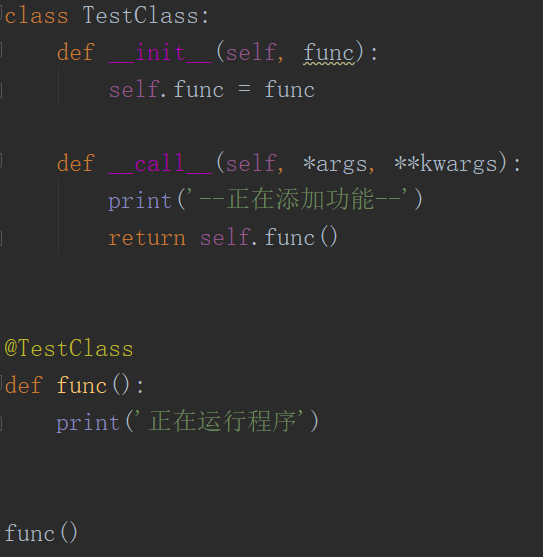 class TestClass:
def __init__(self, func):
self.func = func
def __call__(self, *args, **kwargs):
print('--正在添加功能--')
return self.func()
@TestClass
def func():
print('正在运行程序')
func()